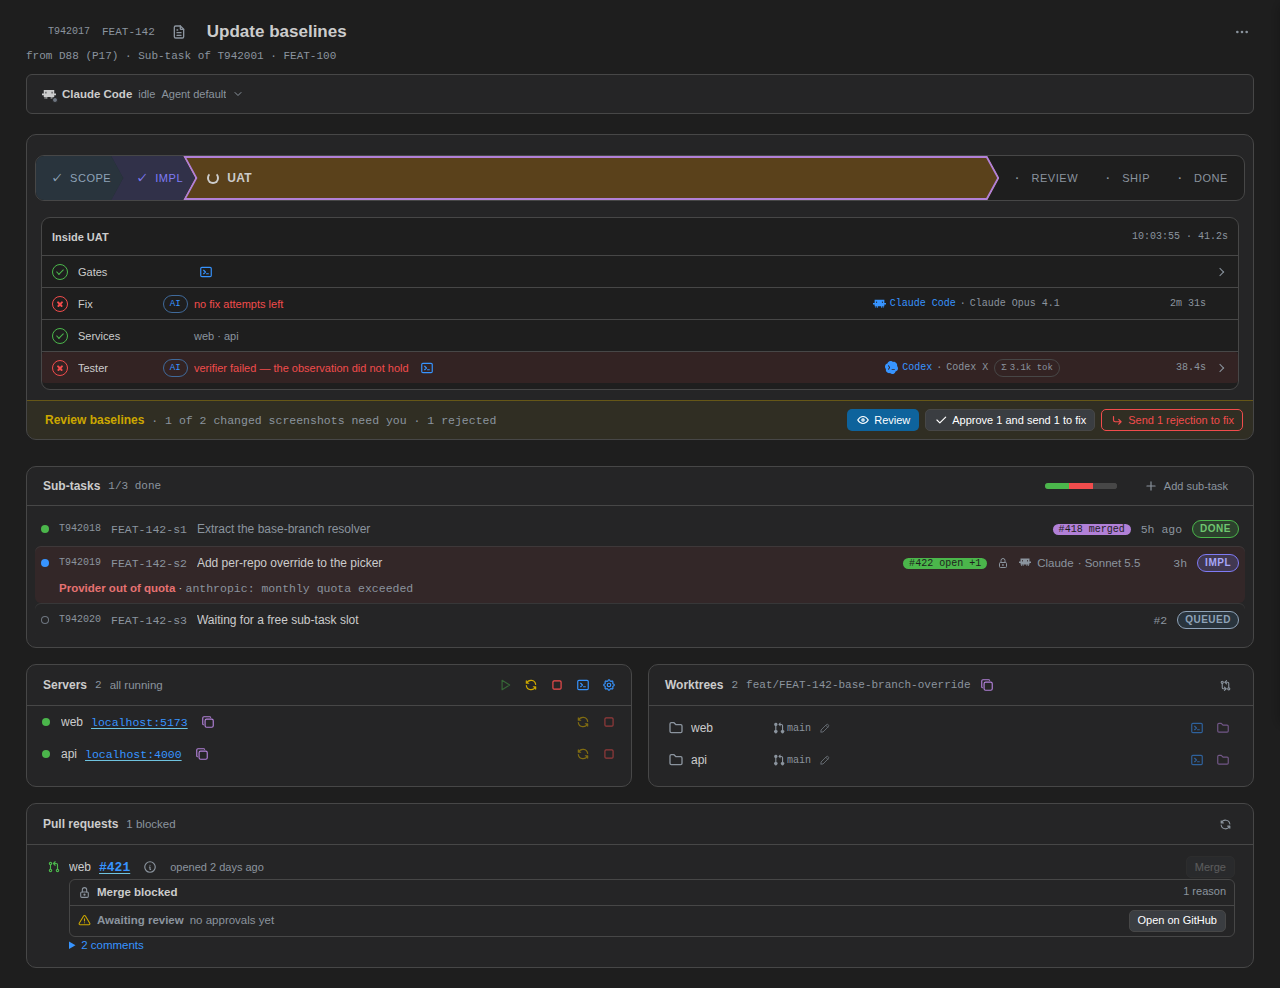 T942017 FEAT-142 Update baselines
from D88 (P17) · Sub-task of T942001 · FEAT-100
Claude Code idle Agent default
SCOPE IMPL UAT · REVIEW · SHIP · DONE
Inside UAT 10:03:55 · 41.2s
Gates
Fix AI no fix attempts left Claude Code · Claude Opus 4.1 2m 31s
Services web · api
Tester AI verifier failed — the observation did not hold Codex · Codex X Σ 3.1k tok 38.4s
Review baselines · 1 of 2 changed screenshots need you · 1 rejected Review Approve 1 and send 1 to fix Send 1 rejection to fix
Sub-tasks 1/3 done Add sub-task
T942018 FEAT-142-s1 Extract the base-branch resolver #418 merged 5h ago DONE
T942019 FEAT-142-s2 Add per-repo override to the picker #422 open +1 Claude · Sonnet 5.5 3h IMPL
Provider out of quota · anthropic: monthly quota exceeded
T942020 FEAT-142-s3 Waiting for a free sub-task slot #2 QUEUED
Servers 2 all running
web localhost:5173
api localhost:4000
Worktrees 2 feat/FEAT-142-base-branch-override
web main
api main
Pull requests 1 blocked
web #421 opened 2 days ago Merge
Merge blocked 1 reason
Awaiting review no approvals yet Open on GitHub
2 comments